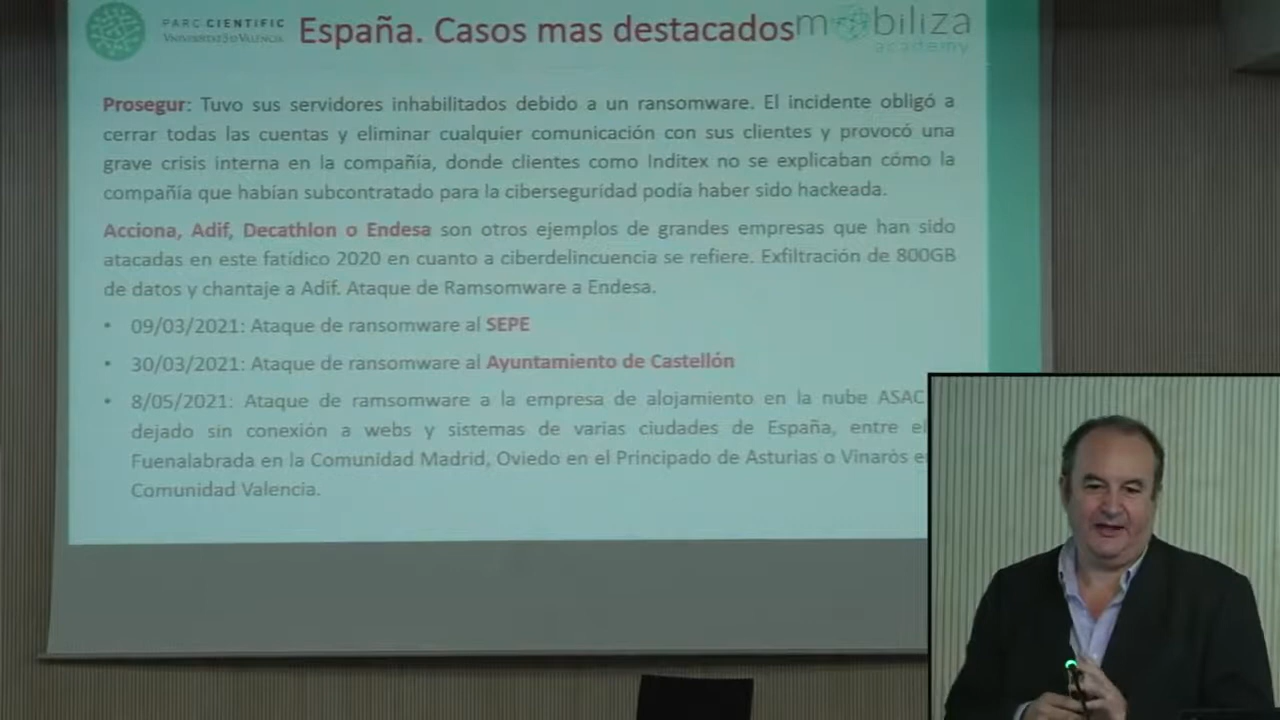 PARC CIENTIFIC
VNIVERSITAT ID VALENCIA
España. Casos mas destacados
mobiliza
academy
Prosegur: Tuvo sus servidores inhabilitados debido a un ransomware. El incidente obligó a
cerrar todas las cuentas y eliminar cualquier comunicación con sus clientes y provocó una
grave crisis interna en la compañía, donde clientes como Inditex no se explicaban cómo la
compañía que habían subcontratado para la ciberseguridad podía haber sido hackeada.
Acciona, Adif, Decathlon o Endesa son otros ejemplos de grandes empresas que han sido
atacadas en este fatídico 2020 en cuanto a ciberdelincuencia se refiere. Exfiltración de 800GB
de datos y chantaje a Adif. Ataque de Ramsomware a Endesa.
• 09/03/2021: Ataque de ransomware al SEPE
• 30/03/2021: Ataque de ransomware al Ayuntamiento de Castellón
• 8/05/2021: Ataque de ramsomware a la empresa de alojamiento en la nube ASAC
dejado sin conexión a webs y sistemas de varias ciudades de España, entre
Fuenalabrada en la Comunidad Madrid, Oviedo en el Principado de Asturias o Vinaròs
Comunidad Valencia.